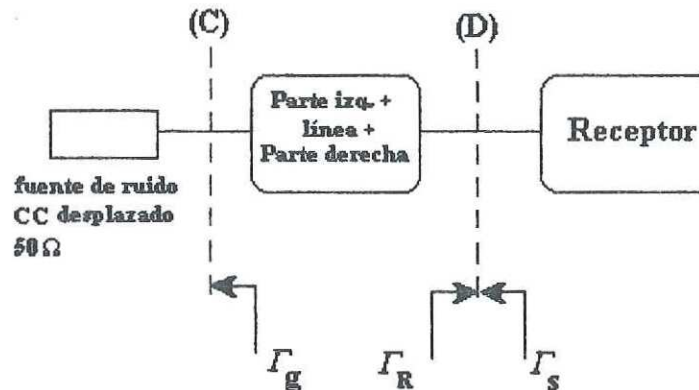 (C)
(D)
Parte izq. +
línea +
Parte derecha
Receptor
fuente de ruido
CC desplazado
50Ω
Γg
ΓR
Γs